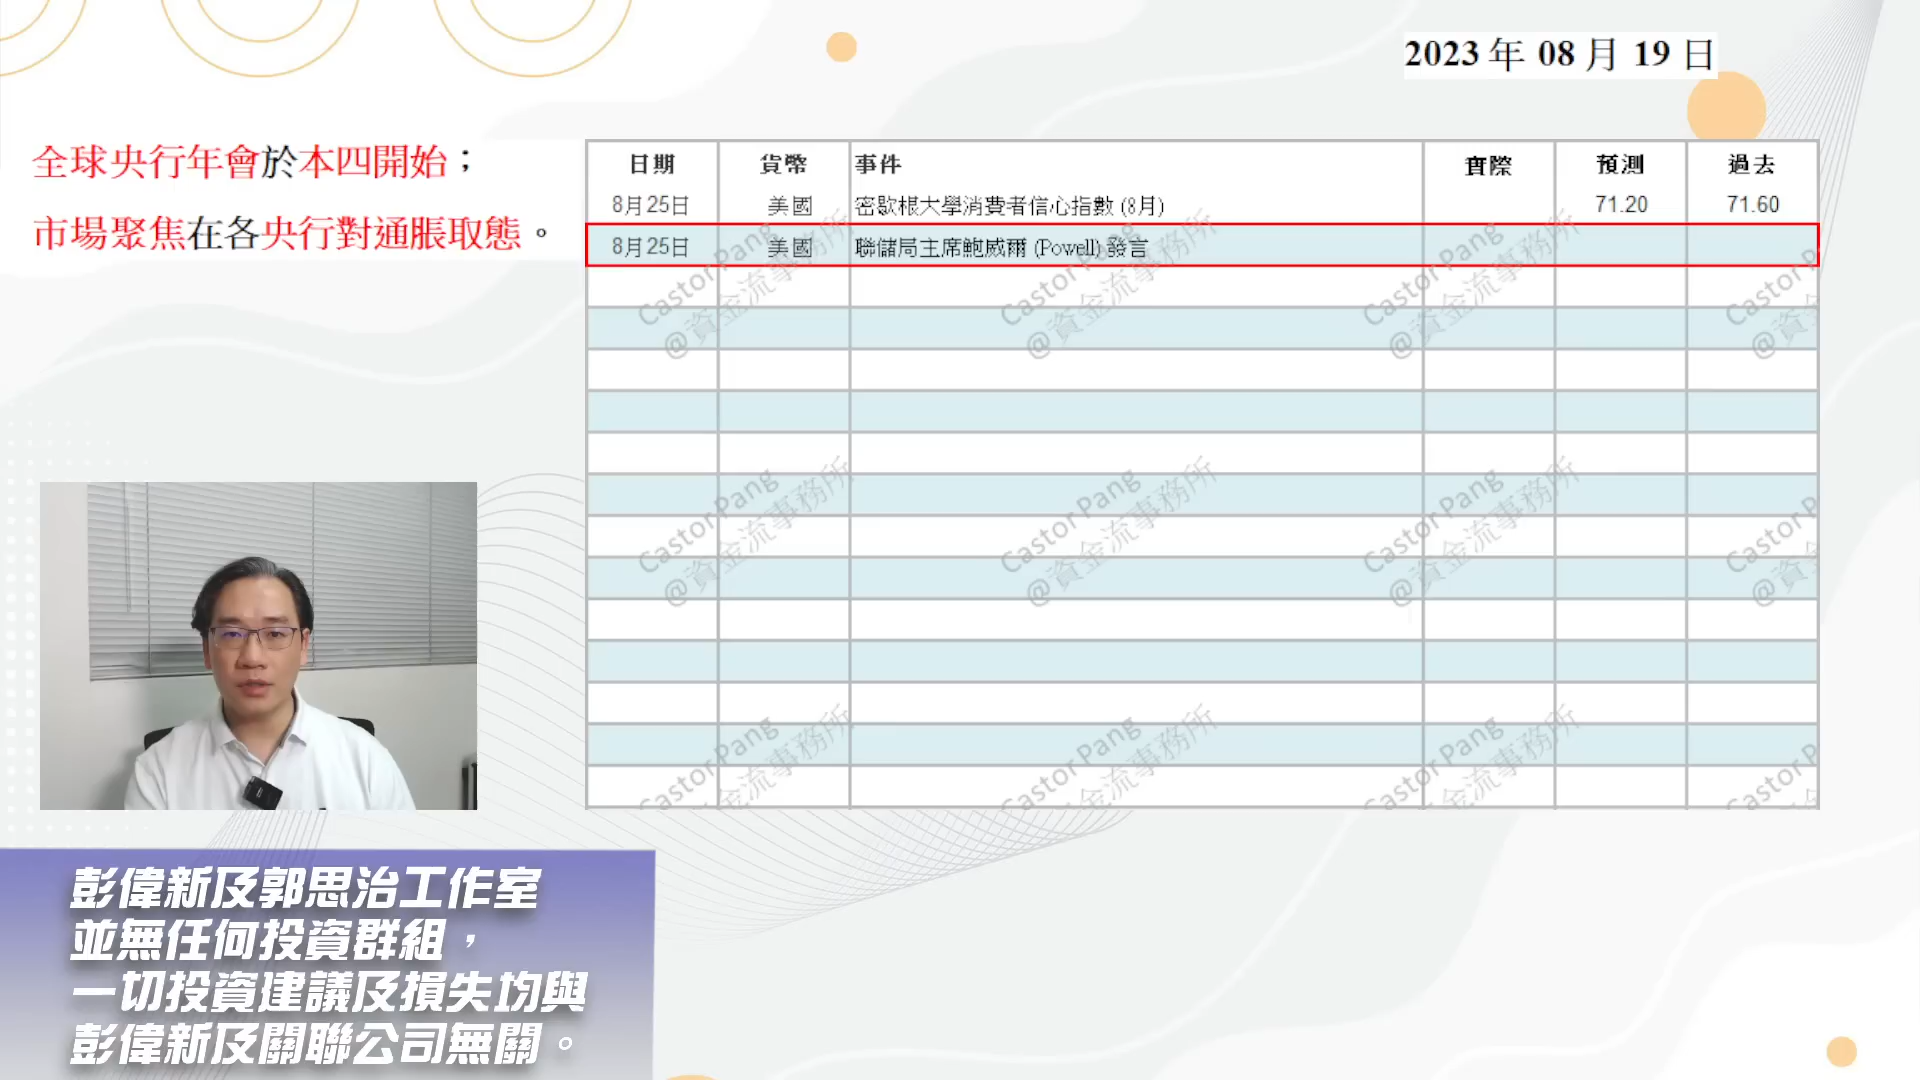 2023 年 08 月 19 日
全球央行年會於本四開始；
市場聚焦在各央行對通脹取態。
日期 貨幣 事件 實際 預測 過去
8月25日 美國 密歇根大學消費者信心指數 (8月) 71.20 71.60
8月25日 美國 聯儲局主席鮑威爾 (Powell) 發言
Castor Pang
@資金流事務所
彭偉新及郭思治工作室
並無任何投資群組，
一切投資建議及損失均與
彭偉新及關聯公司無關。